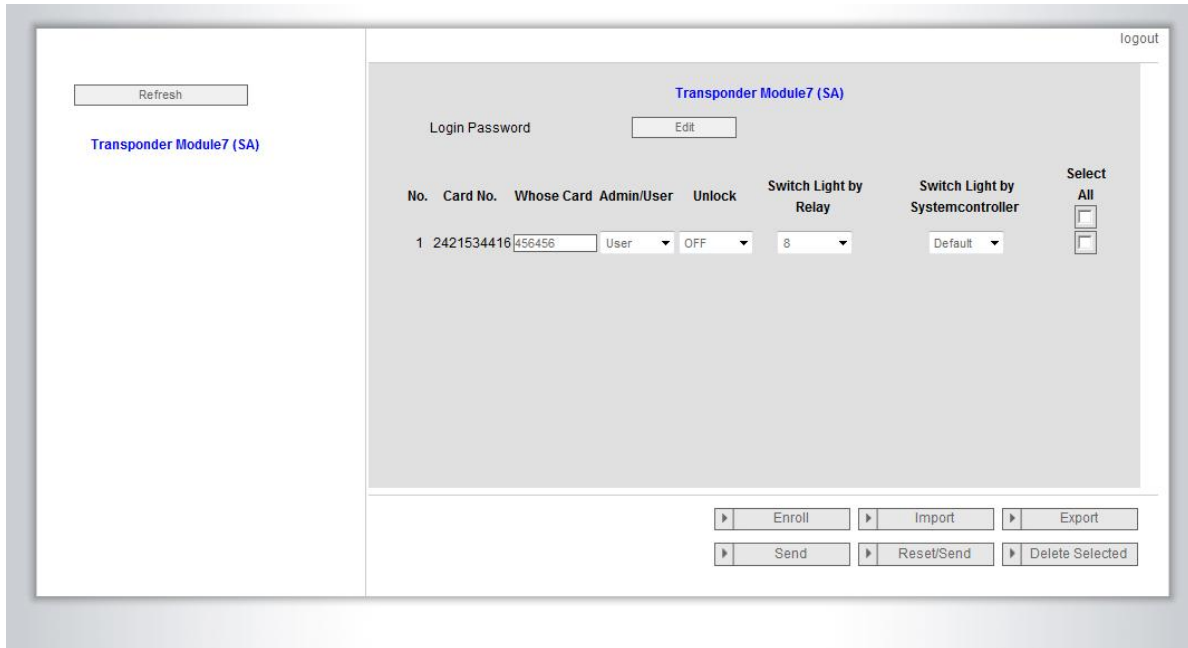 logout
Refresh
Transponder Module7 (SA)
Transponder Module7 (SA)
Login Password Edit
No. Card No. Whose Card Admin/User Unlock Switch Light by Relay Switch Light by Systemcontroller Select All
1 2421534416 456456 User OFF 8 Default
Enroll Import Export
Send Reset/Send Delete Selected